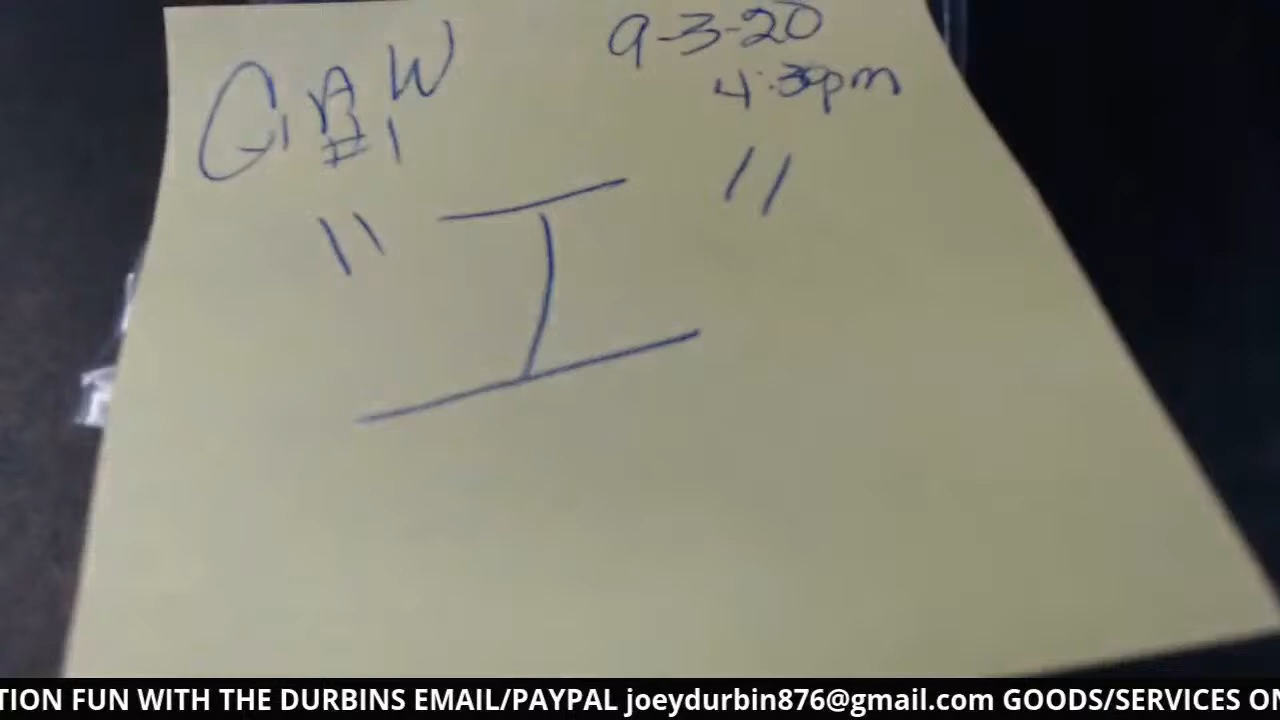 GAW 9-3-20
#1 4:30pm
"I"
TION FUN WITH THE DURBINS EMAIL/PAYPAL joeydurbin876@gmail.com GOODS/SERVICES ON